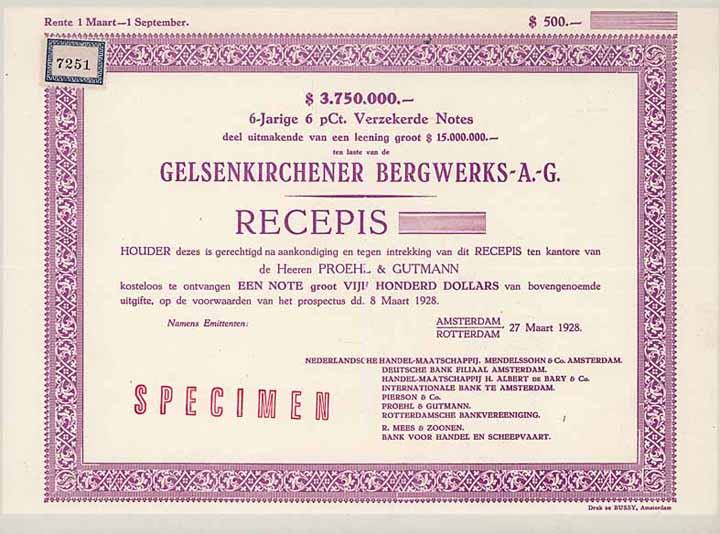 Rente 1 Maart—1 September.
$ 500.—
7251
$ 3.750.000.—
6-Jarige 6 pCt. Verzekerde Notes
deel uitmakende van een leening groot $ 15.000.000.—
ten laste van de
GELSENKIRCHENER BERGWERKS-A.-G.
RECEPIS
HOUDER dezes is gerechtigd na aankondiging en tegen intrekking van dit RECEPIS ten kantore van
de Heeren PROEHL & GUTMANN
kosteloos te ontvangen EEN NOTE groot VIJF HONDERD DOLLARS van bovengenoemde
uitgifte, op de voorwaarden van het prospectus dd. 8 Maart 1928.
Namens Emittenten:
AMSTERDAM
ROTTERDAM, 27 Maart 1928.
NEDERLANDSCHE HANDEL-MAATSCHAPPIJ. MENDELSSOHN & Co. AMSTERDAM.
DEUTSCHE BANK FILIAAL AMSTERDAM.
HANDEL-MAATSCHAPPIJ H. ALBERT DE BARY & Co.
INTERNATIONALE BANK TE AMSTERDAM.
PIERSON & Co.
PROEHL & GUTMANN.
ROTTERDAMSCHE BANKVEREENIGING.
R. MEES & ZOONEN.
BANK VOOR HANDEL EN SCHEEPVAART.
SPECIMEN
Druk de BUSSY, Amsterdam